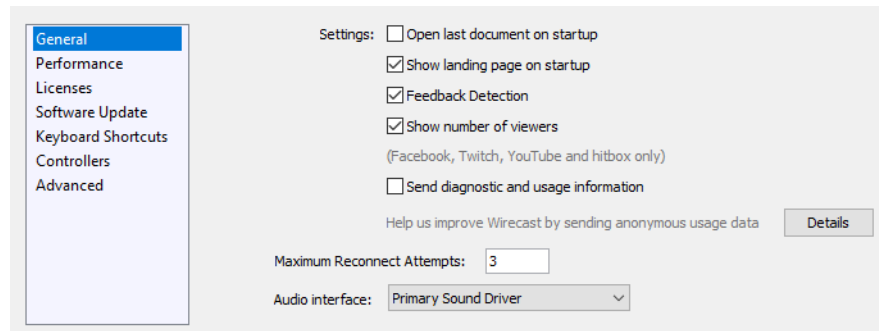 General
Performance
Licenses
Software Update
Keyboard Shortcuts
Controllers
Advanced
Settings: Open last document on startup
Show landing page on startup
Feedback Detection
Show number of viewers
(Facebook, Twitch, YouTube and hitbox only)
Send diagnostic and usage information
Help us improve Wirecast by sending anonymous usage data Details
Maximum Reconnect Attempts: 3
Audio interface: Primary Sound Driver